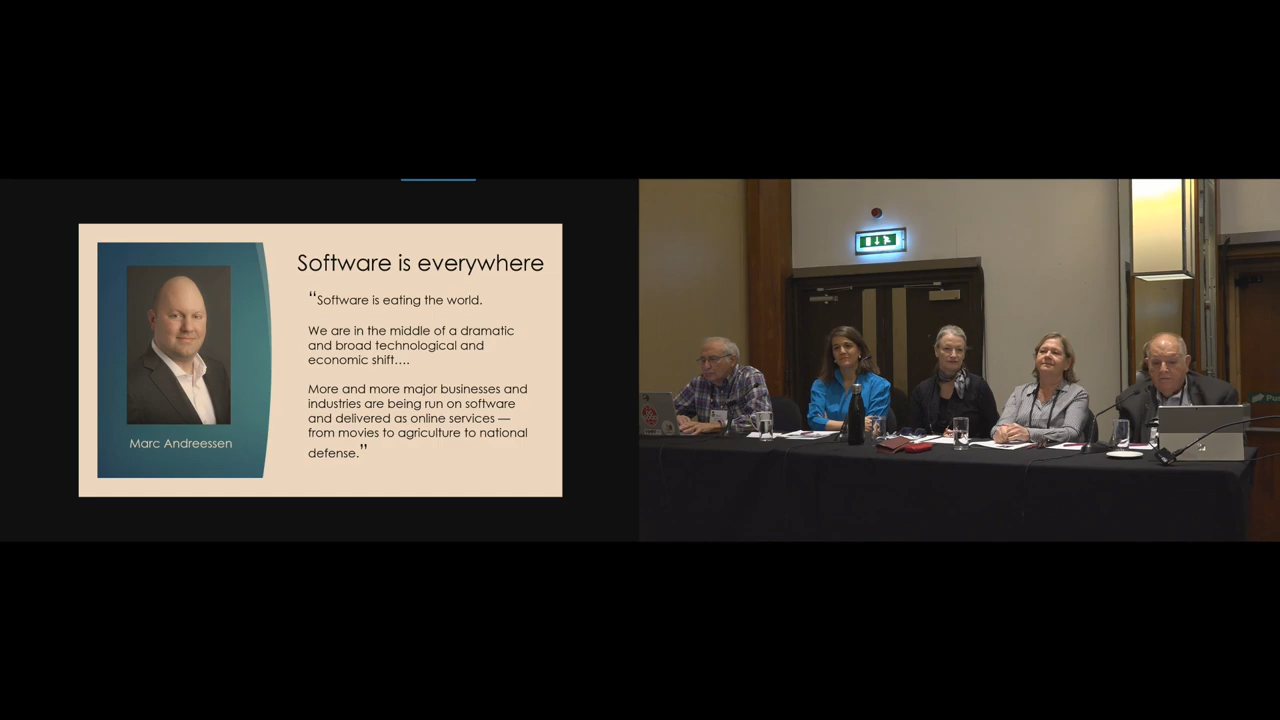 Software is everywhere
“Software is eating the world.
We are in the middle of a dramatic
and broad technological and
economic shift....
More and more major businesses and
industries are being run on software
and delivered as online services —
from movies to agriculture to national
defense.”
Marc Andreessen